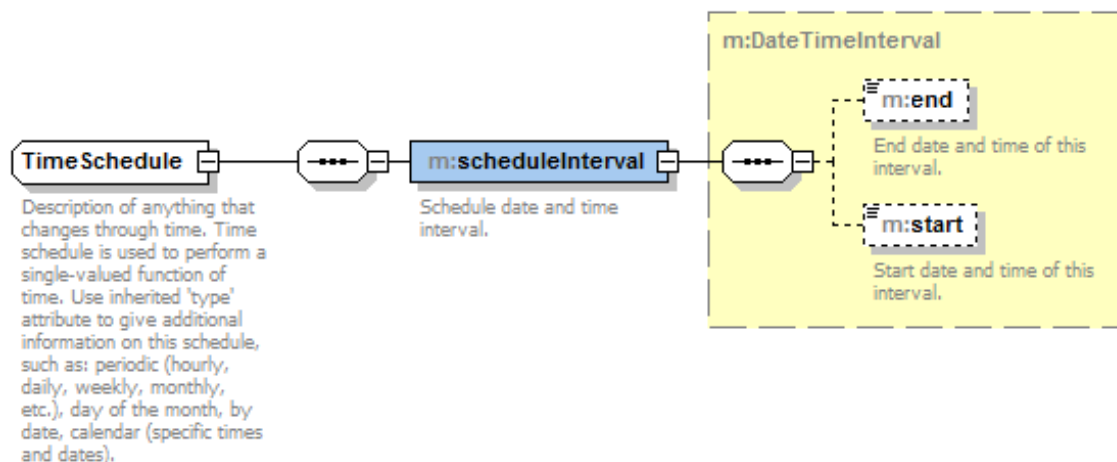 m:DateTimeInterval
m:end
End date and time of this
interval.
TimeSchedule
m:scheduleInterval
Description of anything that
changes through time. Time
schedule is used to perform a
single-valued function of
time. Use inherited 'type'
attribute to give additional
information on this schedule,
such as: periodic (hourly,
daily, weekly, monthly,
etc.), day of the month, by
date, calendar (specific times
and dates).
Schedule date and time
interval.
m:start
Start date and time of this
interval.